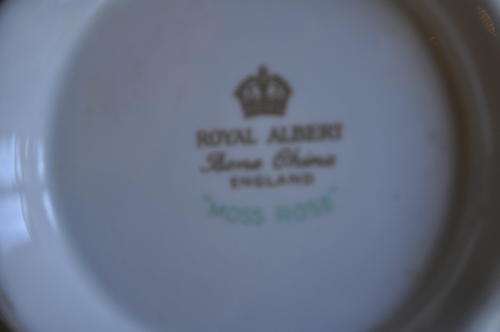 ROYAL ALBERT
Bone China
ENGLAND
"MOSS ROSE"